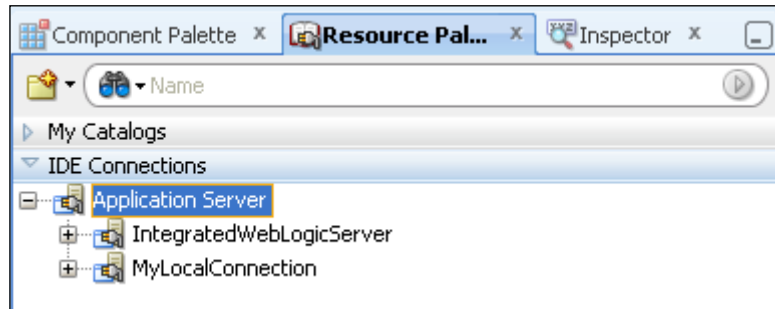 Component Palette Resource Pal... Inspector
Name
My Catalogs
IDE Connections
Application Server
IntegratedWebLogicServer
MyLocalConnection